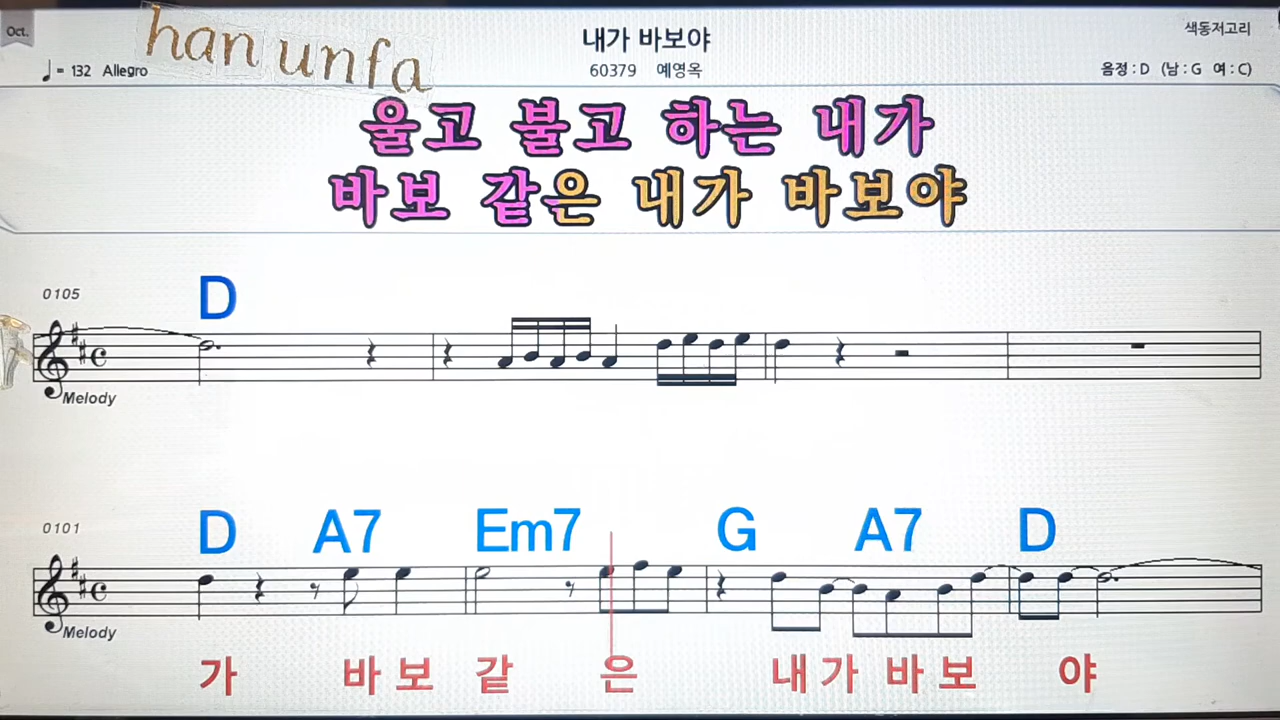 Oct.
han unfa
내가 바보야
색동저고리
♩= 132 Allegro
60379 예영옥
음정 : D (남 : G 여 : C)
울고 불고 하는 내가
바보 같은 내가 바보야
0105
D
Melody
0101
D A7 Em7 G A7 D
Melody
가 바 보 같 은 내 가 바 보 야